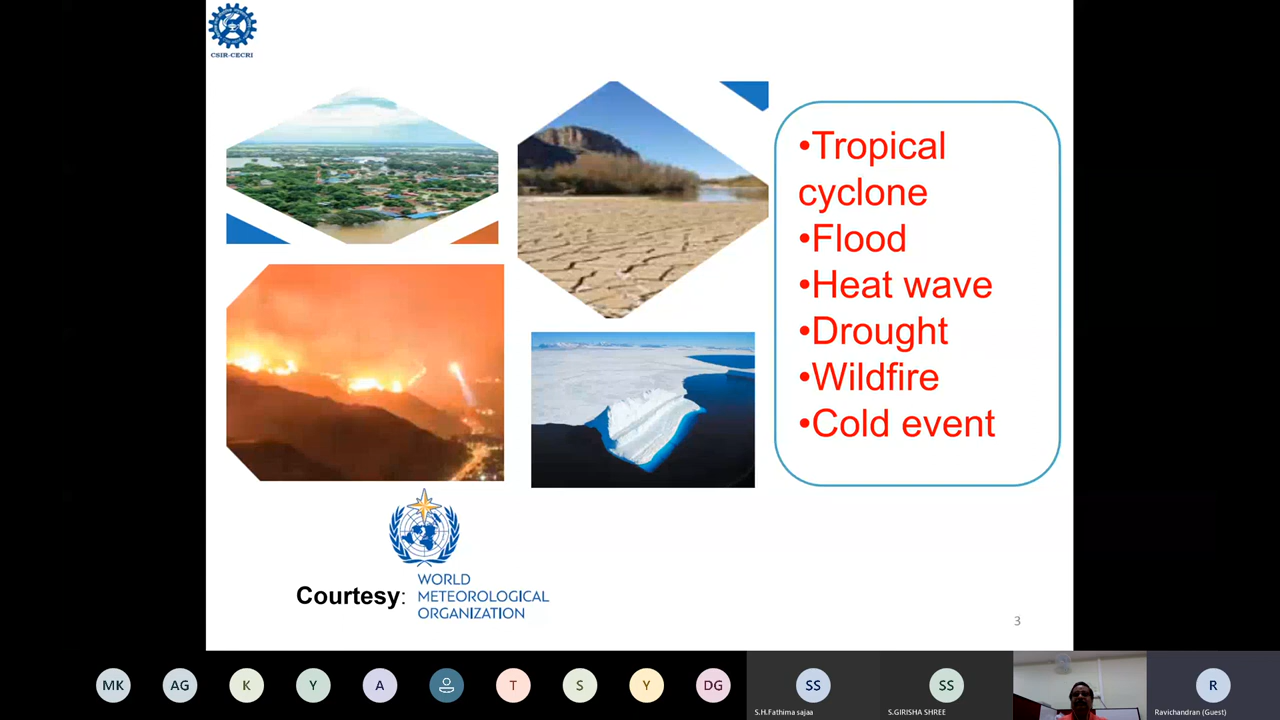 CSIR-CECRI
•Tropical
cyclone
•Flood
•Heat wave
•Drought
•Wildfire
•Cold event
Courtesy:
WORLD
METEOROLOGICAL
ORGANIZATION
3
MK
AG
K
Y
A
T
S
Y
DG
SS
SS
R
S.H.Fathima sajaa
S.GIRISHA SHREE
Ravichandran (Guest)